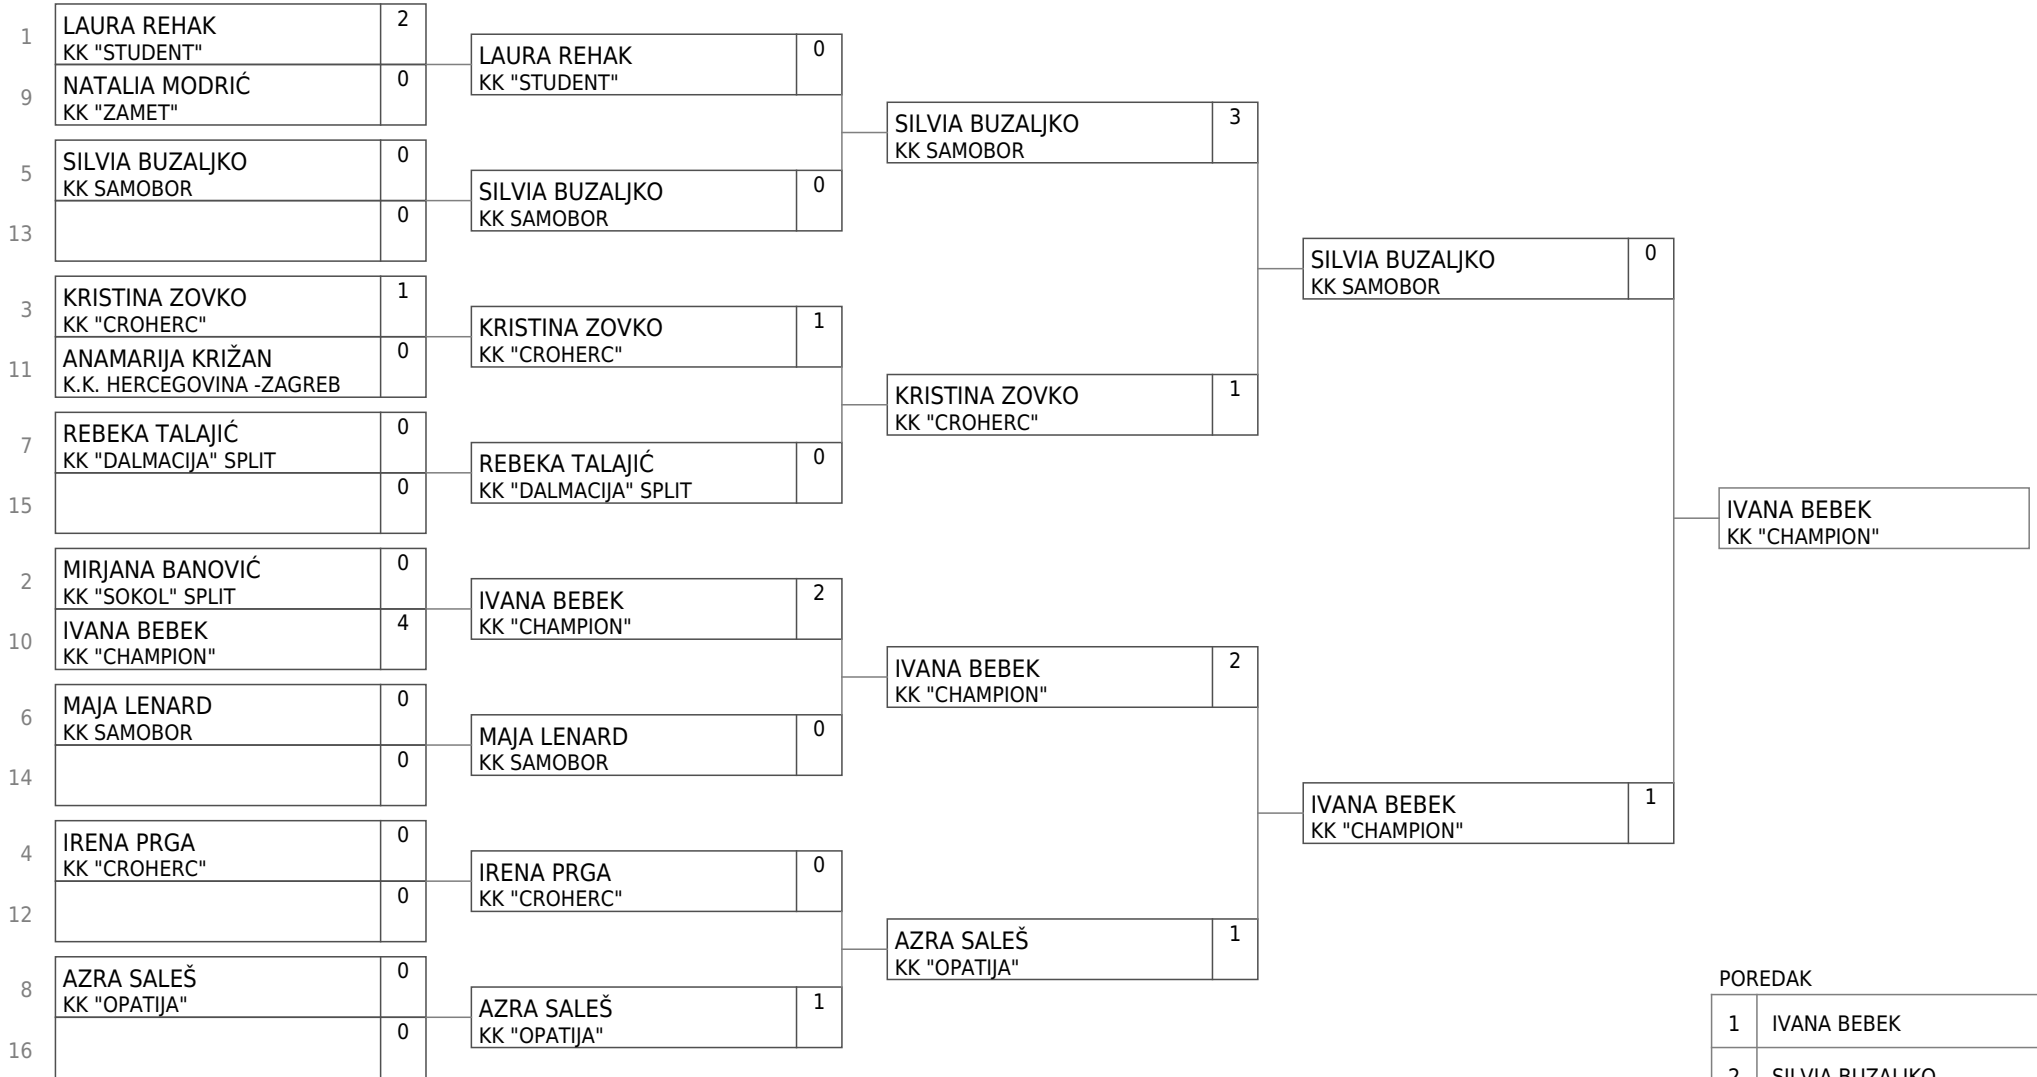 1
LAURA REHAK 2
KK "STUDENT"
9
NATALIA MODRIĆ 0
KK "ZAMET"
5
SILVIA BUZALJKO 0
KK SAMOBOR
13
0
3
KRISTINA ZOVKO 1
KK "CROHERC"
11
ANAMARIJA KRIŽAN 0
K.K. HERCEGOVINA -ZAGREB
7
REBEKA TALAJIĆ 0
KK "DALMACIJA" SPLIT
15
0
2
MIRJANA BANOVIĆ 0
KK "SOKOL" SPLIT
10
IVANA BEBEK 4
KK "CHAMPION"
6
MAJA LENARD 0
KK SAMOBOR
14
0
4
IRENA PRGA 0
KK "CROHERC"
12
0
8
AZRA SALEŠ 0
KK "OPATIJA"
16
0
LAURA REHAK 0
KK "STUDENT"
SILVIA BUZALJKO 0
KK SAMOBOR
KRISTINA ZOVKO 1
KK "CROHERC"
REBEKA TALAJIĆ 0
KK "DALMACIJA" SPLIT
IVANA BEBEK 2
KK "CHAMPION"
MAJA LENARD 0
KK SAMOBOR
IRENA PRGA 0
KK "CROHERC"
AZRA SALEŠ 1
KK "OPATIJA"
SILVIA BUZALJKO 3
KK SAMOBOR
KRISTINA ZOVKO 1
KK "CROHERC"
IVANA BEBEK 2
KK "CHAMPION"
AZRA SALEŠ 1
KK "OPATIJA"
SILVIA BUZALJKO 0
KK SAMOBOR
IVANA BEBEK 1
KK "CHAMPION"
IVANA BEBEK
KK "CHAMPION"
POREDAK
1 IVANA BEBEK
2 SILVIA BUZALJKO